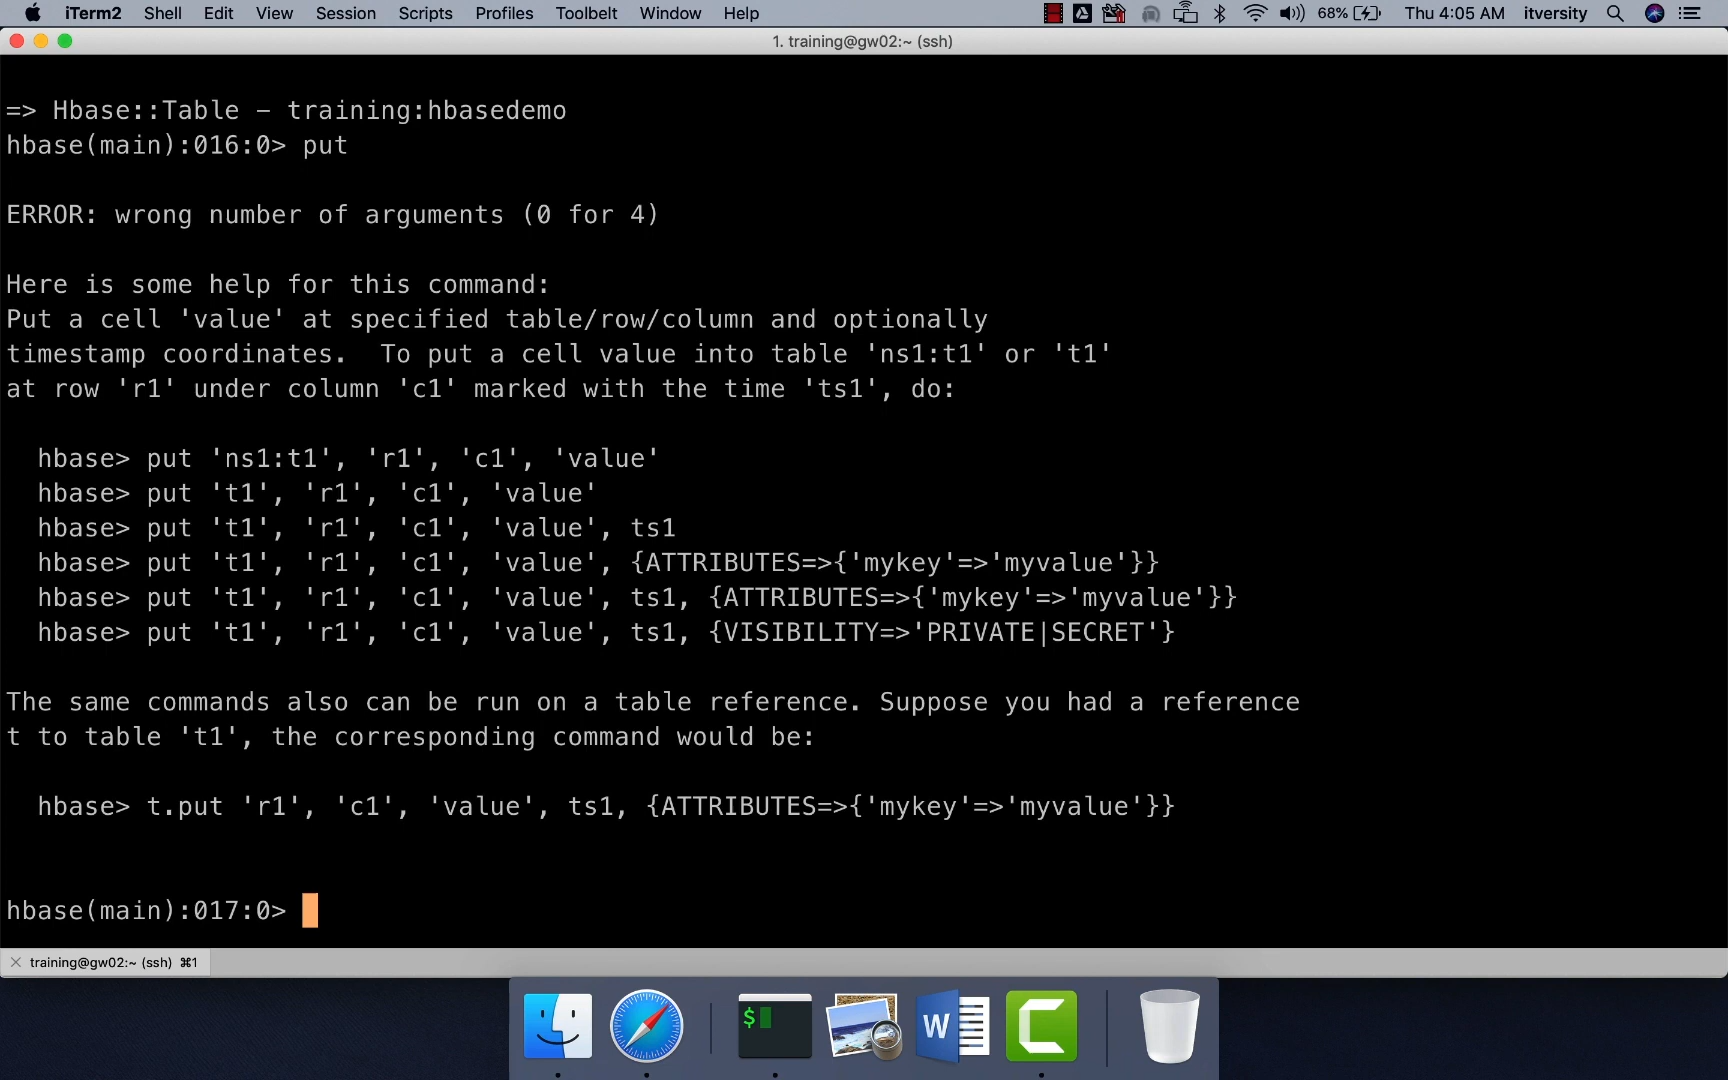 iTerm2 Shell Edit View Session Scripts Profiles Toolbelt Window Help 68% Thu 4:05 AM itversity
1. training@gw02:~ (ssh)
=> Hbase::Table - training:hbasedemo
hbase(main):016:0> put
ERROR: wrong number of arguments (0 for 4)
Here is some help for this command:
Put a cell 'value' at specified table/row/column and optionally
timestamp coordinates.  To put a cell value into table 'ns1:t1' or 't1'
at row 'r1' under column 'c1' marked with the time 'ts1', do:
hbase> put 'ns1:t1', 'r1', 'c1', 'value'
hbase> put 't1', 'r1', 'c1', 'value'
hbase> put 't1', 'r1', 'c1', 'value', ts1
hbase> put 't1', 'r1', 'c1', 'value', {ATTRIBUTES=>{'mykey'=>'myvalue'}}
hbase> put 't1', 'r1', 'c1', 'value', ts1, {ATTRIBUTES=>{'mykey'=>'myvalue'}}
hbase> put 't1', 'r1', 'c1', 'value', ts1, {VISIBILITY=>'PRIVATE|SECRET'}
The same commands also can be run on a table reference. Suppose you had a reference
t to table 't1', the corresponding command would be:
hbase> t.put 'r1', 'c1', 'value', ts1, {ATTRIBUTES=>{'mykey'=>'myvalue'}}
hbase(main):017:0>
training@gw02:~ (ssh) ⌘1
$
W